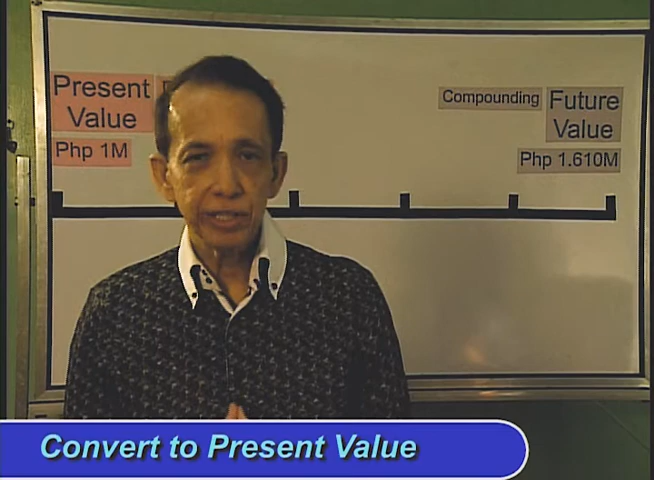 Present
Value
Php 1M
Compounding
Future
Value
Php 1.610M
Convert to Present Value